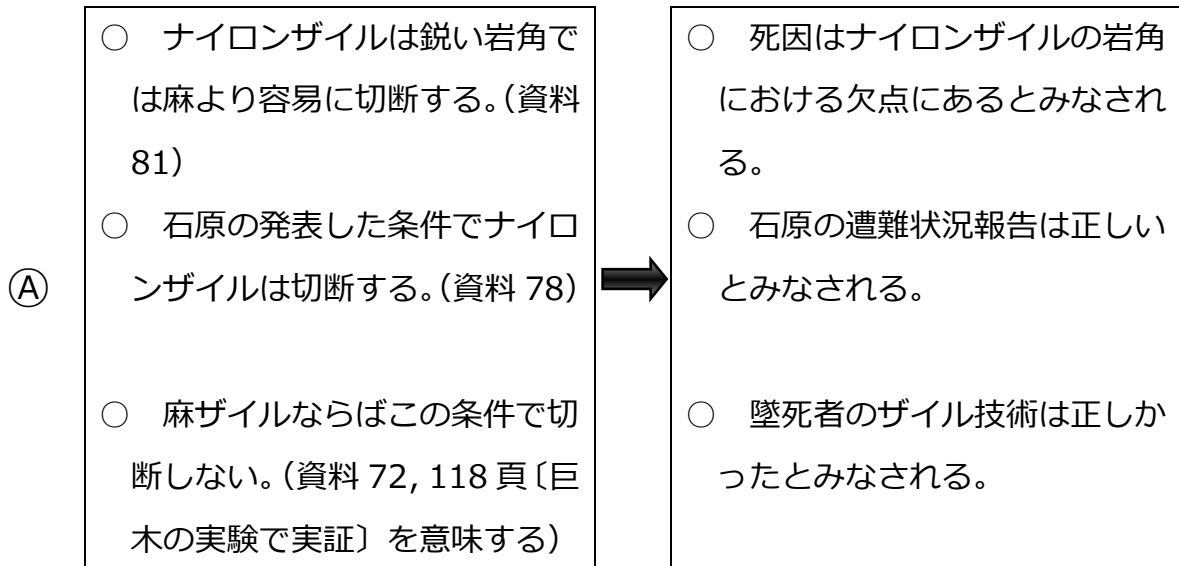 Ⓐ
○　ナイロンザイルは鋭い岩角で
は麻より容易に切断する。（資料
81）
○　石原の発表した条件でナイロ
ンザイルは切断する。（資料 78）
○　麻ザイルならばこの条件で切
断しない。（資料 72, 118 頁〔巨
木の実験で実証〕を意味する）
○　死因はナイロンザイルの岩角
における欠点にあるとみなされ
る。
○　石原の遭難状況報告は正しい
とみなされる。
○　墜死者のザイル技術は正しか
ったとみなされる。